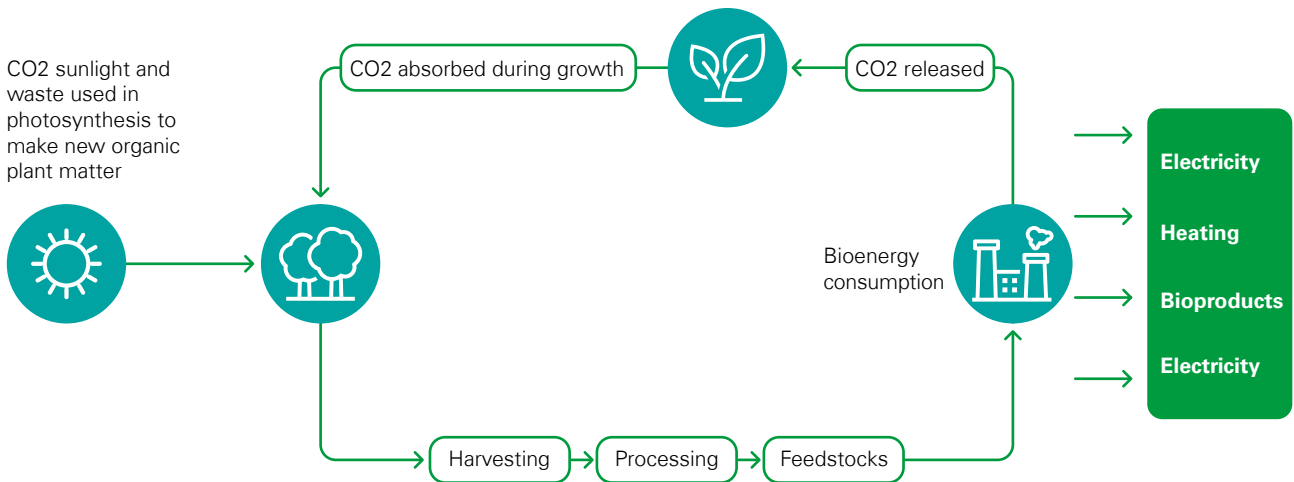 CO2 sunlight and
waste used in
photosynthesis to
make new organic
plant matter
CO2 absorbed during growth
CO2 released
Bioenergy
consumption
Electricity
Heating
Bioproducts
Electricity
Harvesting
Processing
Feedstocks